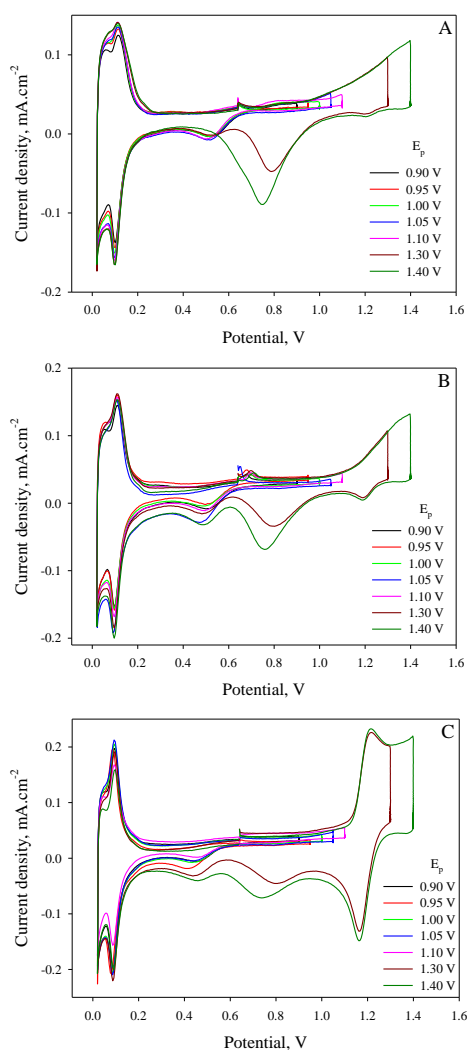 A
0.1
0.0
-0.1
-0.2
Current density, mA.cm⁻²
E_p
0.90 V
0.95 V
1.00 V
1.05 V
1.10 V
1.30 V
1.40 V
0.0 0.2 0.4 0.6 0.8 1.0 1.2 1.4 1.6
Potential, V
B
0.2
0.1
0.0
-0.1
-0.2
Current density, mA.cm⁻²
E_p
0.90 V
0.95 V
1.00 V
1.05 V
1.10 V
1.30 V
1.40 V
0.0 0.2 0.4 0.6 0.8 1.0 1.2 1.4 1.6
Potential, V
C
0.2
0.1
0.0
-0.1
-0.2
Current density, mA.cm⁻²
E_p
0.90 V
0.95 V
1.00 V
1.05 V
1.10 V
1.30 V
1.40 V
0.0 0.2 0.4 0.6 0.8 1.0 1.2 1.4 1.6
Potential, V